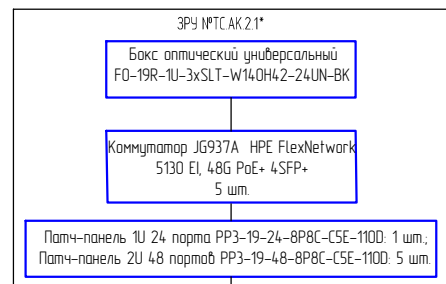 ЗРУ №ТС.АК.2.1*
Бокс оптический универсальный
FO-19R-1U-3xSLT-W140H42-24UN-BK
Коммутатор JG937A HPE FlexNetwork
5130 EI, 48G PoE+ 4SFP+
5 шт.
Патч-панель 1U 24 порта PP3-19-24-8P8C-C5E-110D: 1 шт.;
Патч-панель 2U 48 портов PP3-19-48-8P8C-C5E-110D: 5 шт.